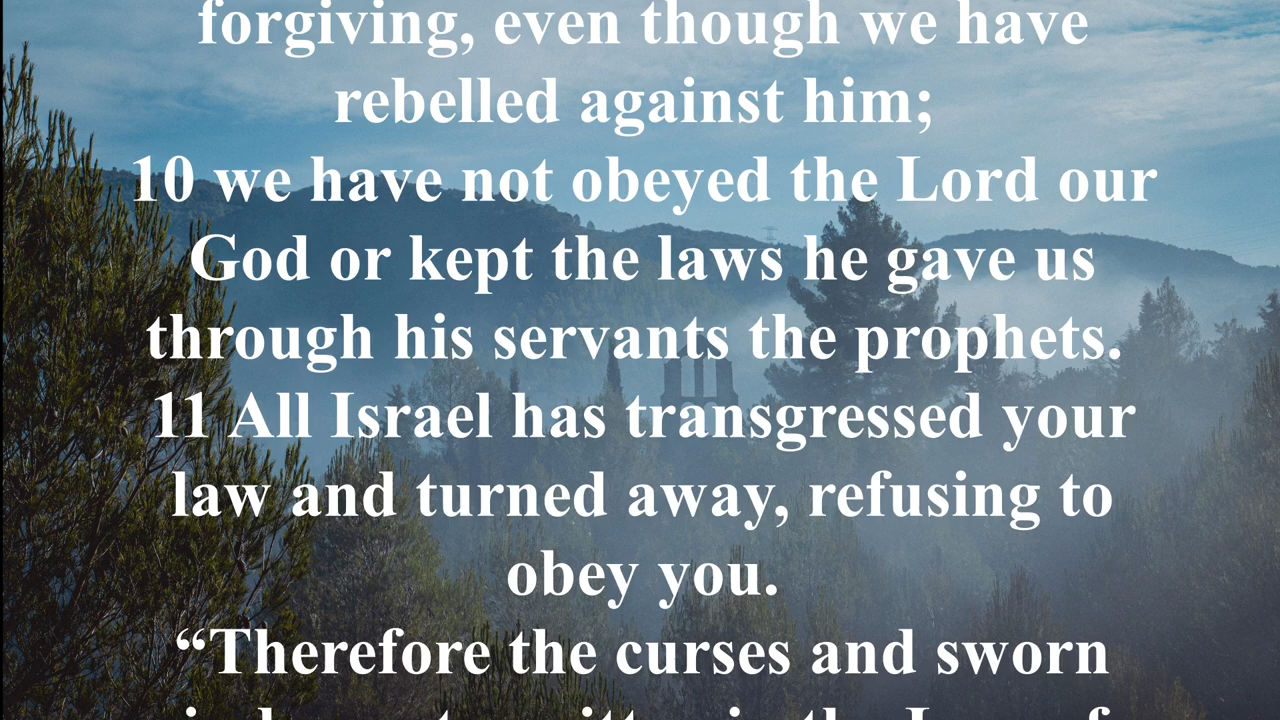 forgiving, even though we have
rebelled against him;
10 we have not obeyed the Lord our
God or kept the laws he gave us
through his servants the prophets.
11 All Israel has transgressed your
law and turned away, refusing to
obey you.
“Therefore the curses and sworn